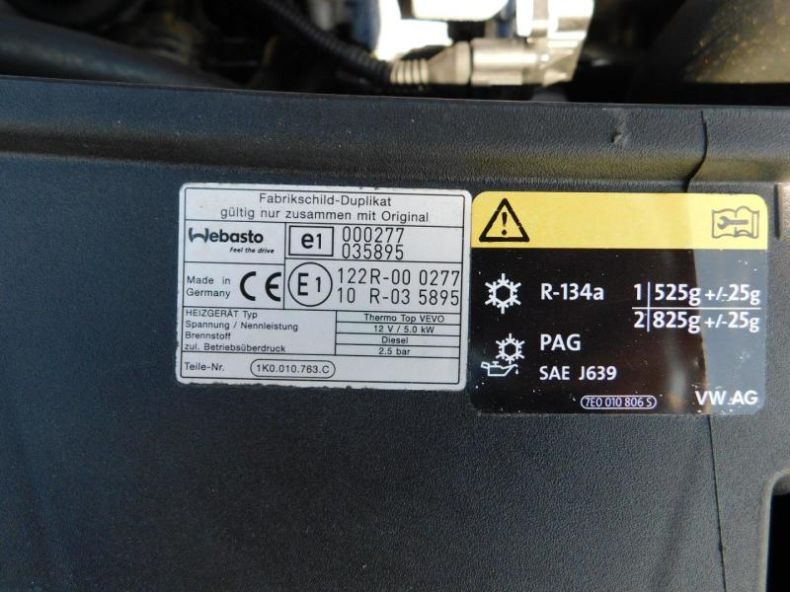 Fabrikschild-Duplikat
gültig nur zusammen mit Original
Webasto
Feel the drive
e1 000277
035895
Made in
Germany
CE
E1 122R-00 0277
10 R-03 5895
HEIZGERÄT Typ Thermo Top VEVO
Spannung / Nennleistung 12 V / 5.0 kW
Brennstoff Diesel
zul. Betriebsüberdruck 2.5 bar
Teile-Nr. 1K0.010.763.C
R-134a 1 525g +/-25g
2 825g +/-25g
PAG
SAE J639
7E0 010 806 S VW AG